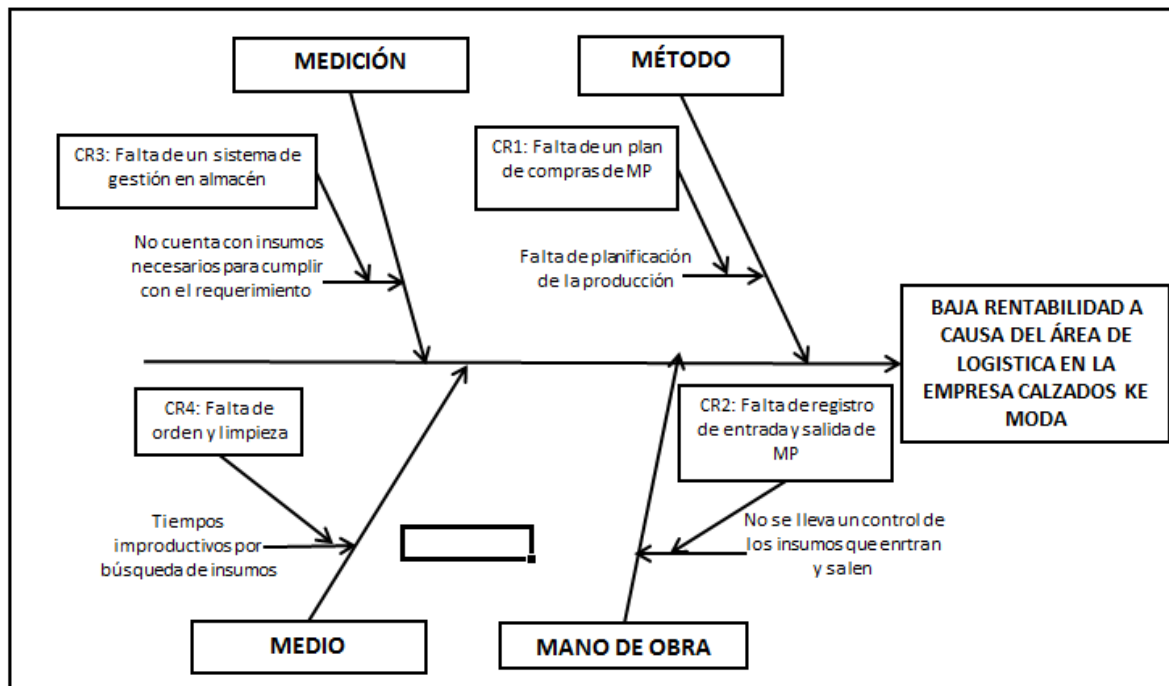 MEDICIÓN
MÉTODO
CR3: Falta de un sistema de
gestión en almacén
CR1: Falta de un plan
de compras de MP
No cuenta con insumos
necesarios para cumplir
con el requerimiento
Falta de planificación
de la producción
BAJA RENTABILIDAD A
CAUSA DEL ÁREA DE
LOGISTICA EN LA
EMPRESA CALZADOS KE
MODA
CR4: Falta de
orden y limpieza
CR2: Falta de registro
de entrada y salida de
MP
Tiempos
improductivos por
búsqueda de insumos
No se lleva un control de
los insumos que enrtran
y salen
MEDIO
MANO DE OBRA